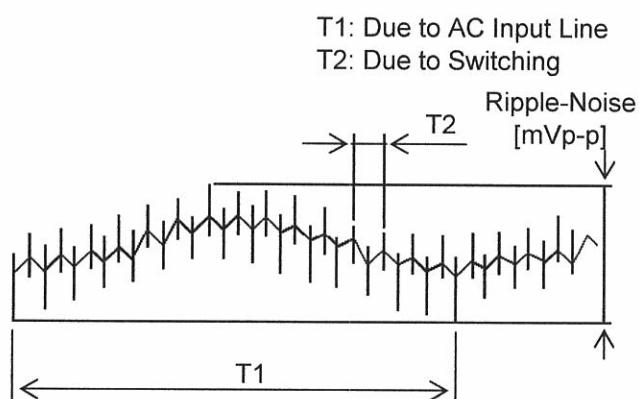 T1: Due to AC Input Line
T2: Due to Switching
Ripple-Noise
[mVp-p]
T2
T1